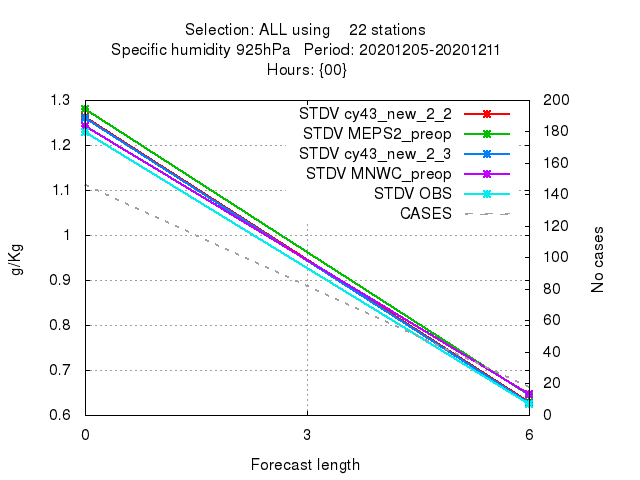 Selection: ALL using 22 stations
Specific humidity 925hPa Period: 20201205-20201211
Hours: {00}
STDV cy43_new_2_2
STDV MEPS2_preop
STDV cy43_new_2_3
STDV MNWC_preop
STDV OBS
CASES
g/Kg
1.3
1.2
1.1
1
0.9
0.8
0.7
0.6
200
180
160
140
120
100
80
60
40
20
0
No cases
0 3 6
Forecast length